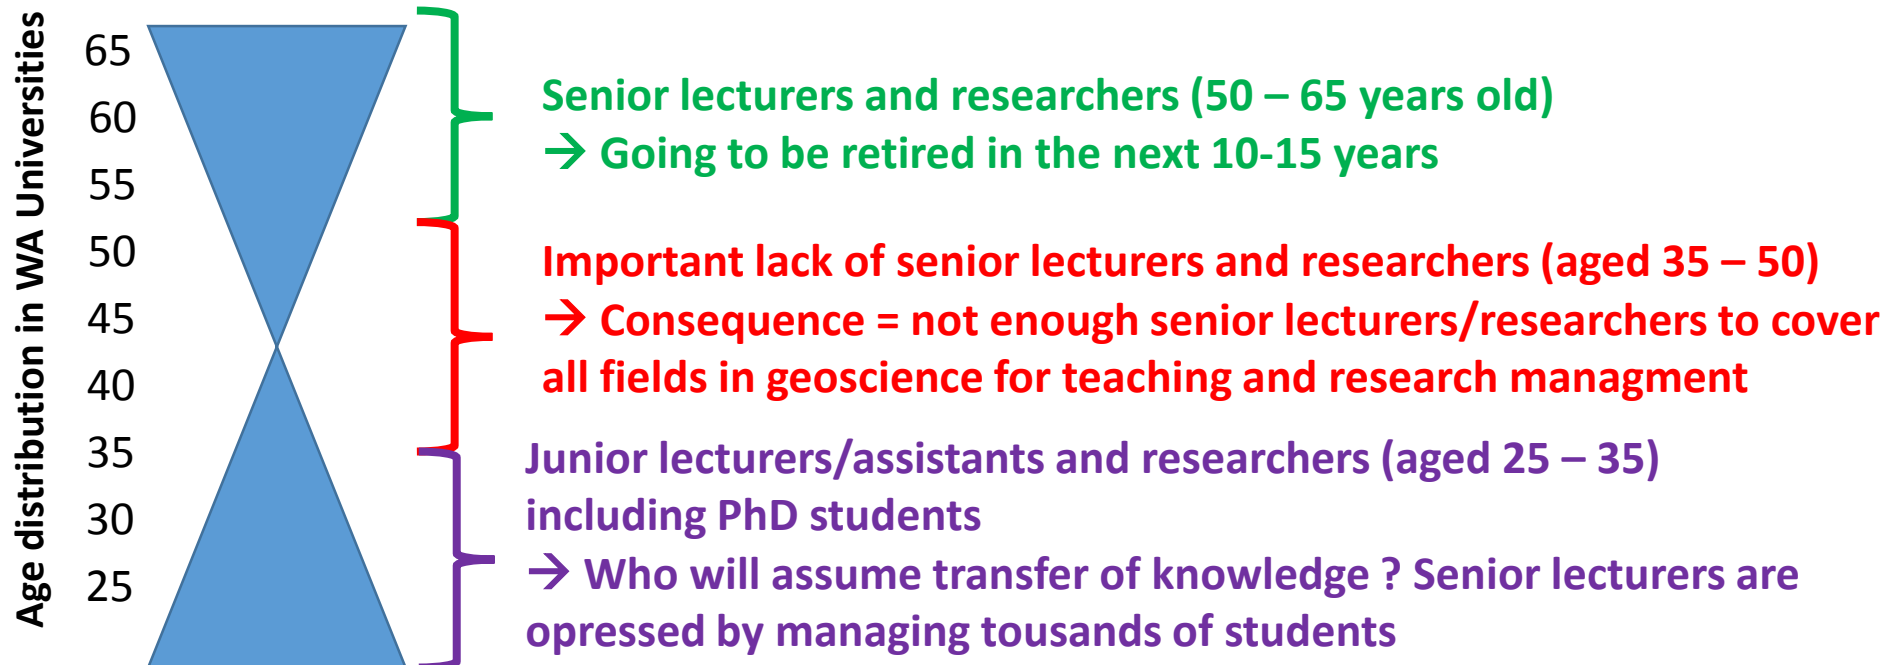 Age distribution in WA Universities
65
60
55
50
45
40
35
30
25
Senior lecturers and researchers (50 – 65 years old)
→ Going to be retired in the next 10-15 years
Important lack of senior lecturers and researchers (aged 35 – 50)
→ Consequence = not enough senior lecturers/researchers to cover
all fields in geoscience for teaching and research managment
Junior lecturers/assistants and researchers (aged 25 – 35)
including PhD students
→ Who will assume transfer of knowledge ? Senior lecturers are
opressed by managing tousands of students